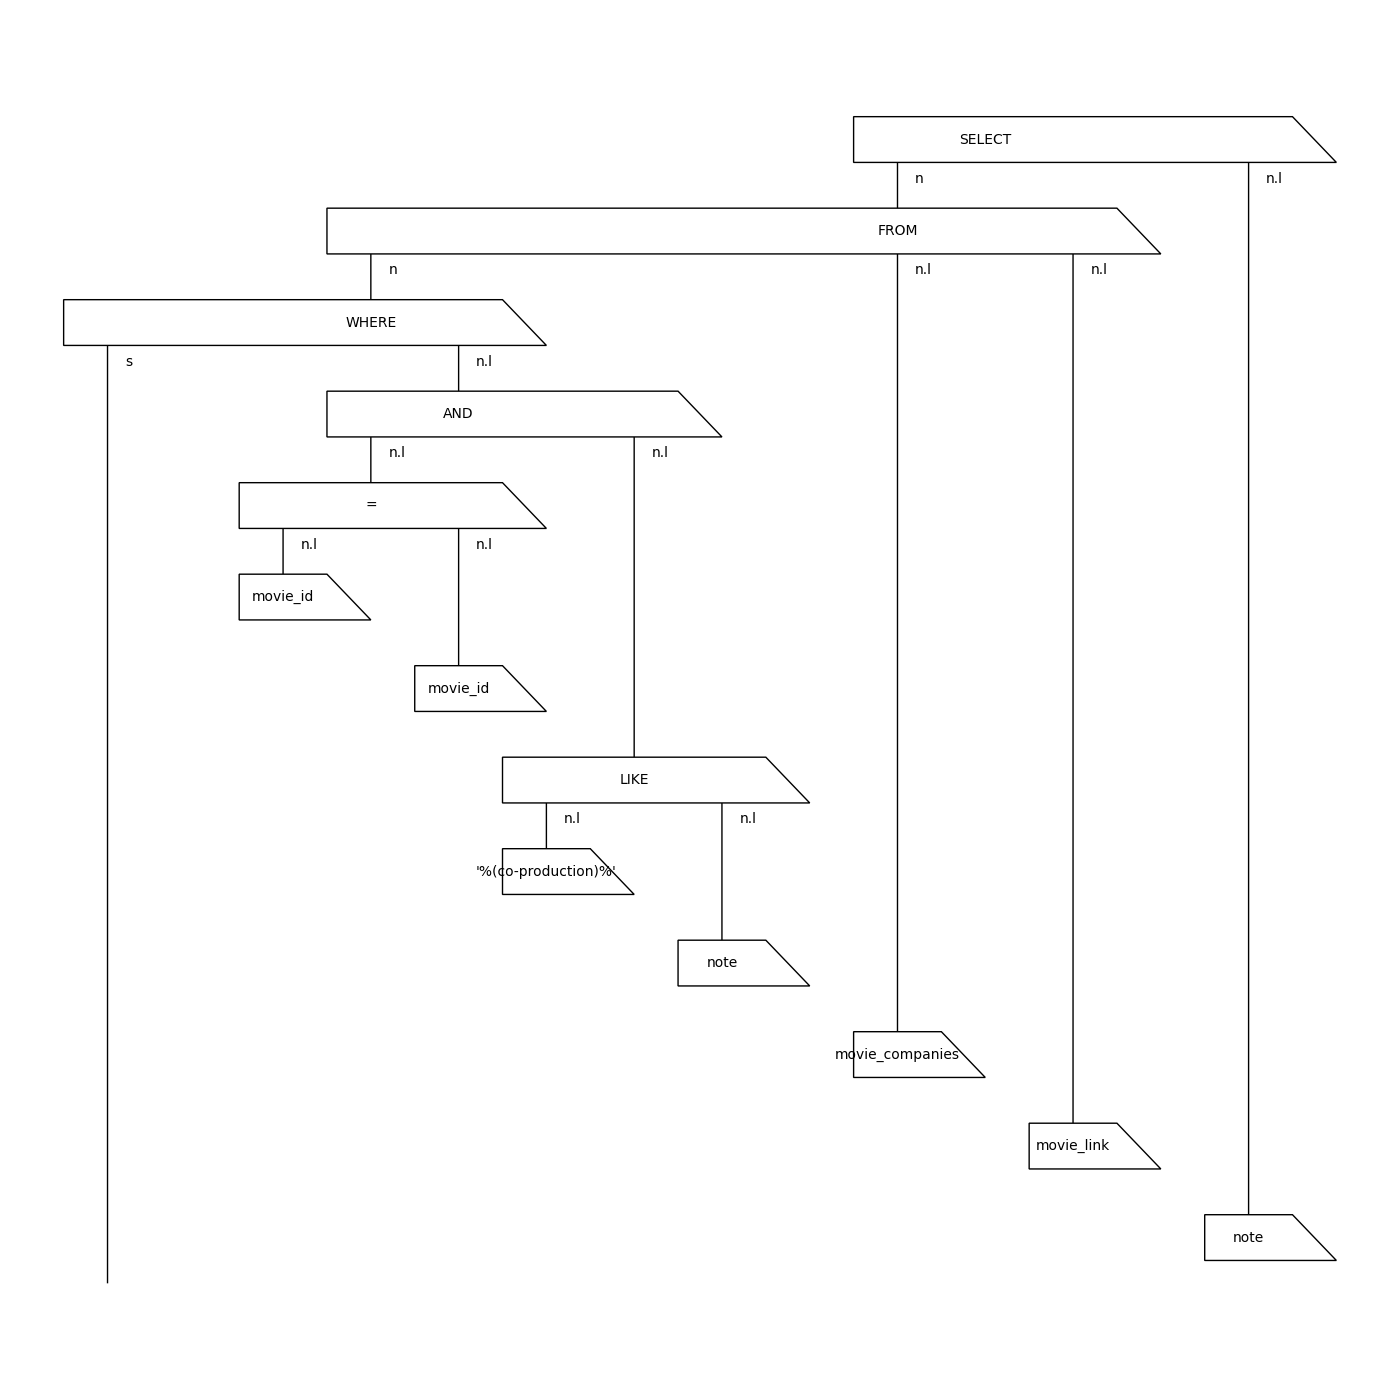 SELECT
n n.l
FROM
n n.l n.l
WHERE
s n.l
AND
n.l n.l
=
n.l n.l
movie_id
movie_id
LIKE
n.l n.l
'%(co-production)%'
note
movie_companies
movie_link
note